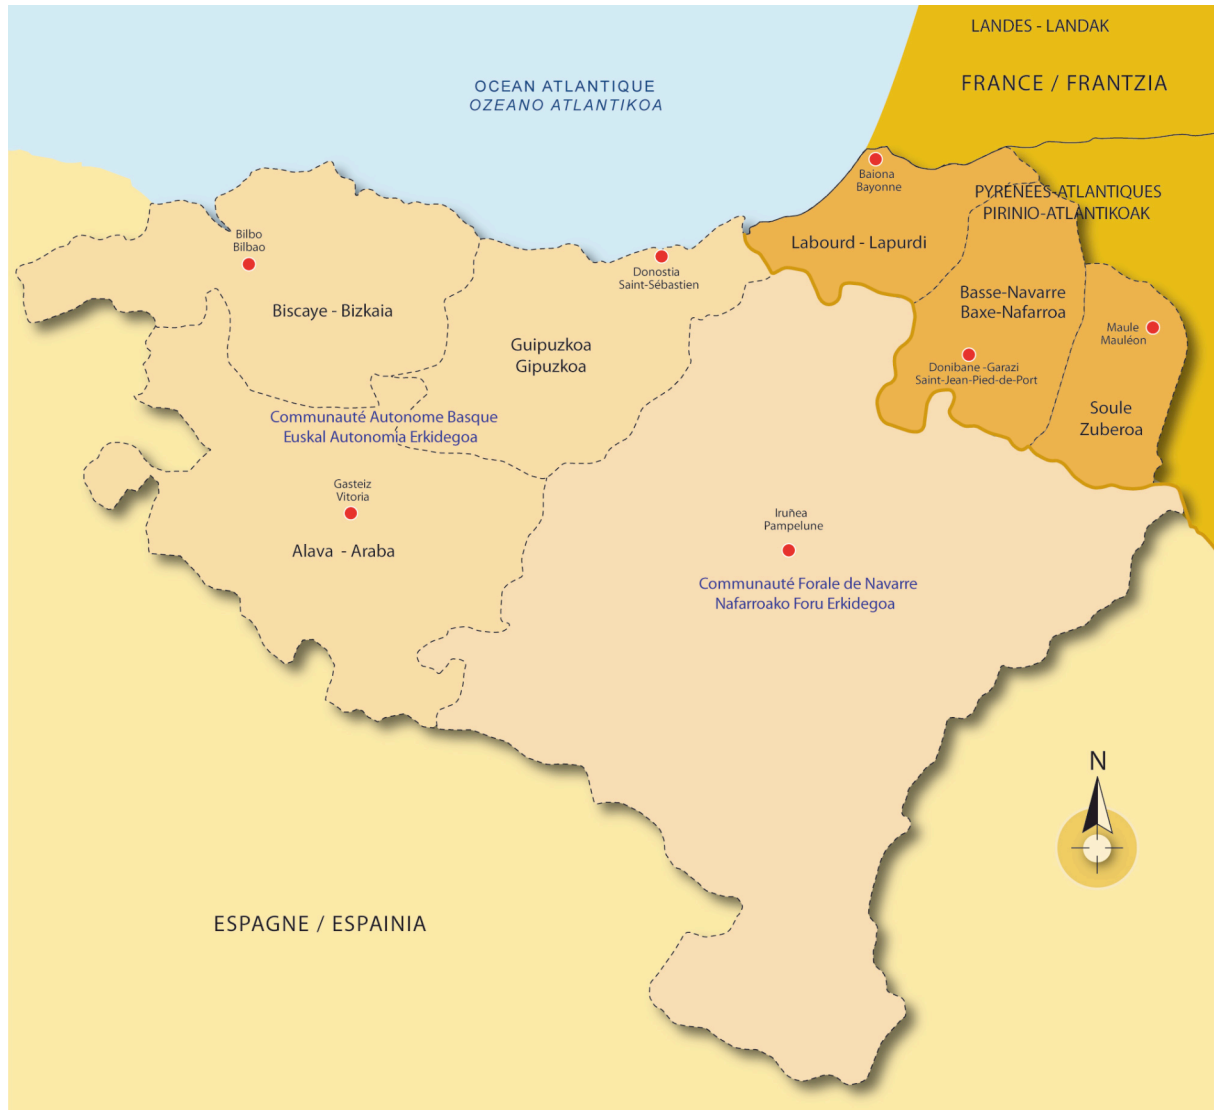 LANDES - LANDAK
FRANCE / FRANTZIA
OCEAN ATLANTIQUE
OZEANO ATLANTIKOA
Baiona
Bayonne
PYRÉNÉES-ATLANTIQUES
PIRINIO-ATLANTIKOAK
Labourd - Lapurdi
Bilbo
Bilbao
Donostia
Saint-Sébastien
Biscaye - Bizkaia
Basse-Navarre
Baxe-Nafarroa
Maule
Mauléon
Guipuzkoa
Gipuzkoa
Donibane -Garazi
Saint-Jean-Pied-de-Port
Soule
Zuberoa
Communauté Autonome Basque
Euskal Autonomia Erkidegoa
Gasteiz
Vitoria
Iruñea
Pampelune
Alava - Araba
Communauté Forale de Navarre
Nafarroako Foru Erkidegoa
N
ESPAGNE / ESPAINIA